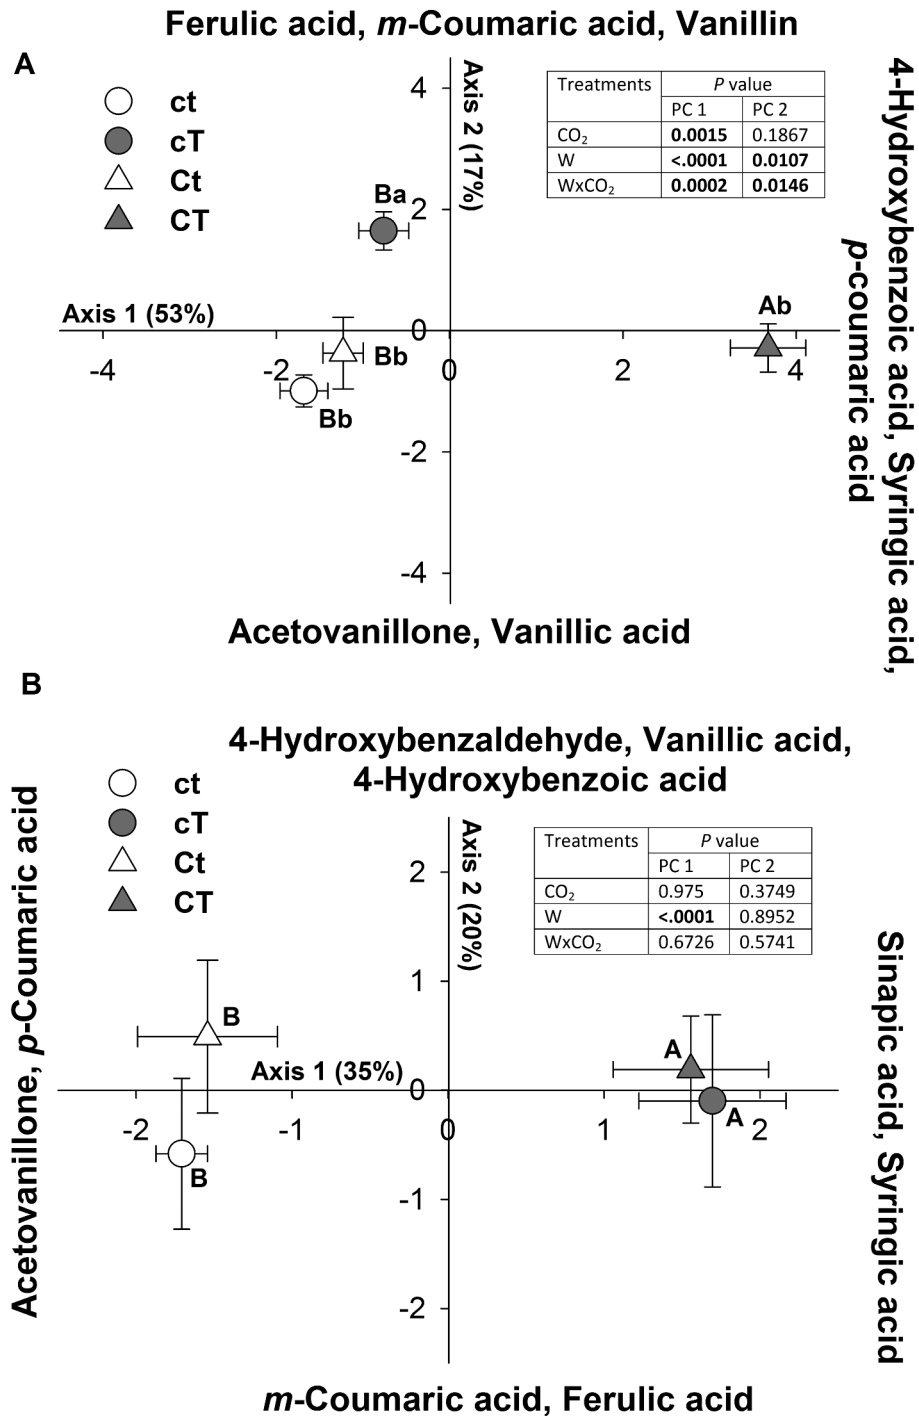 Ferulic acid, m-Coumaric acid, Vanillin
A
ct
cT
Ct
CT
Axis 2 (17%)
Treatments P value
PC 1 PC 2
CO₂ 0.0015 0.1867
W <.0001 0.0107
WxCO₂ 0.0002 0.0146
4-Hydroxybenzoic acid, Syringic acid,
p-coumaric acid
4
2
0
-2
-4
Ba
Axis 1 (53%)
Ab
Bb
Bb
-4 -2 0 2 4
Acetovanillone, Vanillic acid
B
4-Hydroxybenzaldehyde, Vanillic acid,
4-Hydroxybenzoic acid
ct
cT
Ct
CT
Acetovanillone, p-Coumaric acid
Axis 2 (20%)
Treatments P value
PC 1 PC 2
CO₂ 0.975 0.3749
W <.0001 0.8952
WxCO₂ 0.6726 0.5741
Sinapic acid, Syringic acid
2
1
0
-1
-2
B
Axis 1 (35%)
A
A
B
-2 -1 0 1 2
m-Coumaric acid, Ferulic acid